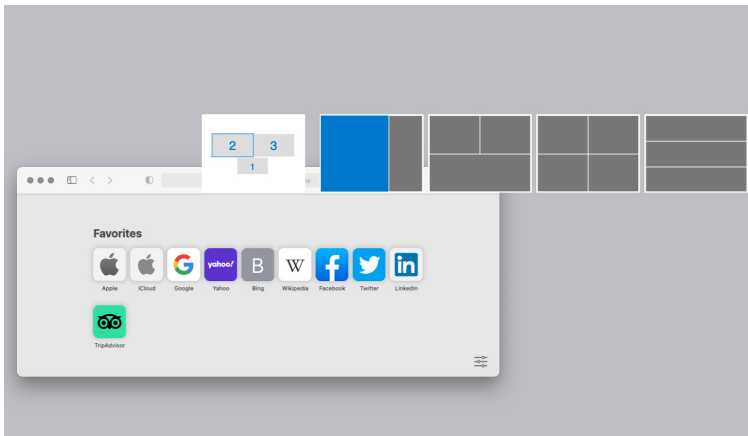 2 3
1
Favorites
yahoo!
B
W
Apple iCloud Google Yahoo Bing Wikipedia Facebook Twitter LinkedIn
TripAdvisor